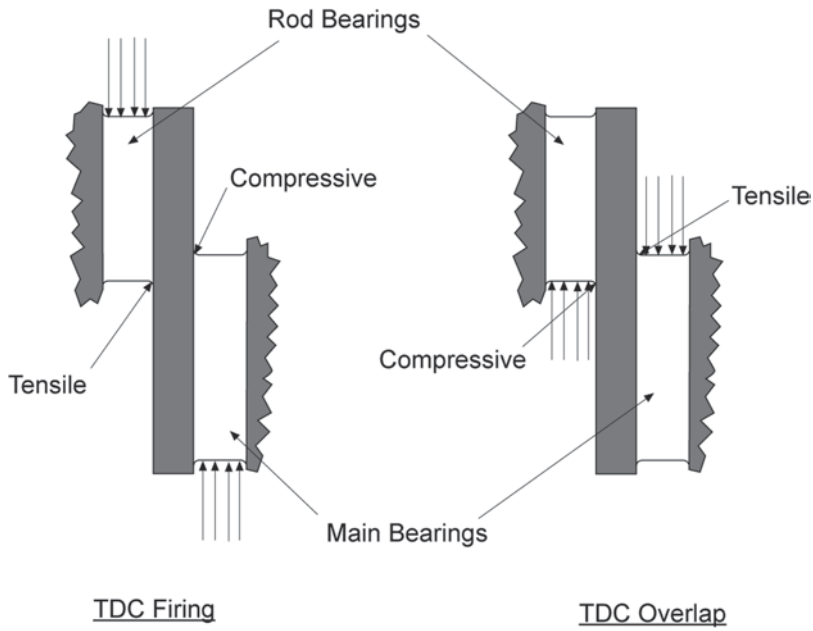 Rod Bearings
Compressive
Tensile
Tensile
Compressive
Main Bearings
TDC Firing
TDC Overlap